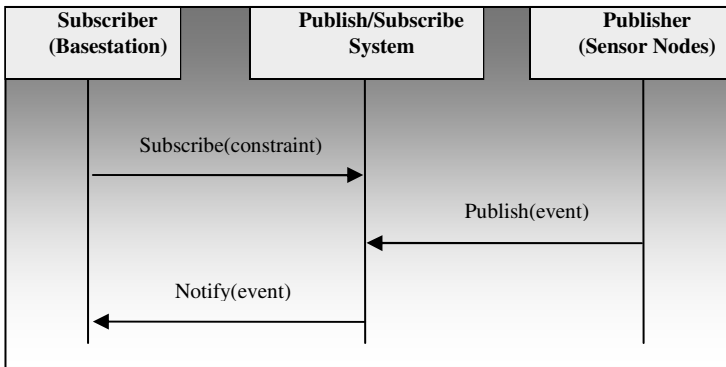 Subscriber
(Basestation)
Publish/Subscribe
System
Publisher
(Sensor Nodes)
Subscribe(constraint)
Publish(event)
Notify(event)